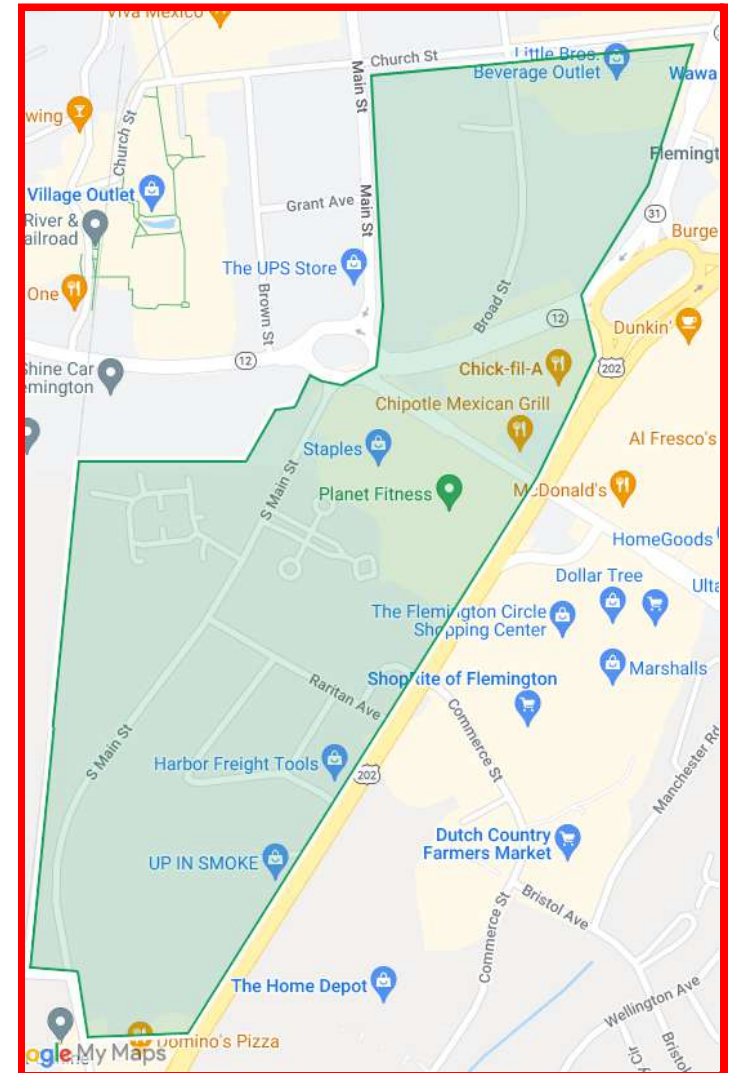 Viva Mexico
Church St
Little Bros.
Beverage Outlet
Wawa
Main St
wing
Church St
Flemingt
Village Outlet
Grant Ave
Main St
31
River &
ailroad
Burge
The UPS Store
One
Brown St
Broad St
12
Dunkin'
12
Chick-fil-A
202
hine Car
emington
Chipotle Mexican Grill
Staples
Al Fresco's
S Main St
Planet Fitness
McDonald's
HomeGoods
Dollar Tree
Ulta
The Flemington Circle
Shopping Center
Raritan Ave
ShopRite of Flemington
Marshalls
Commerce St
S Main St
Harbor Freight Tools
202
Manchester Rd
Dutch Country
Farmers Market
UP IN SMOKE
Bristol Ave
Commerce St
The Home Depot
Wellington Ave
Domino's Pizza
ogle My Maps
Bristo